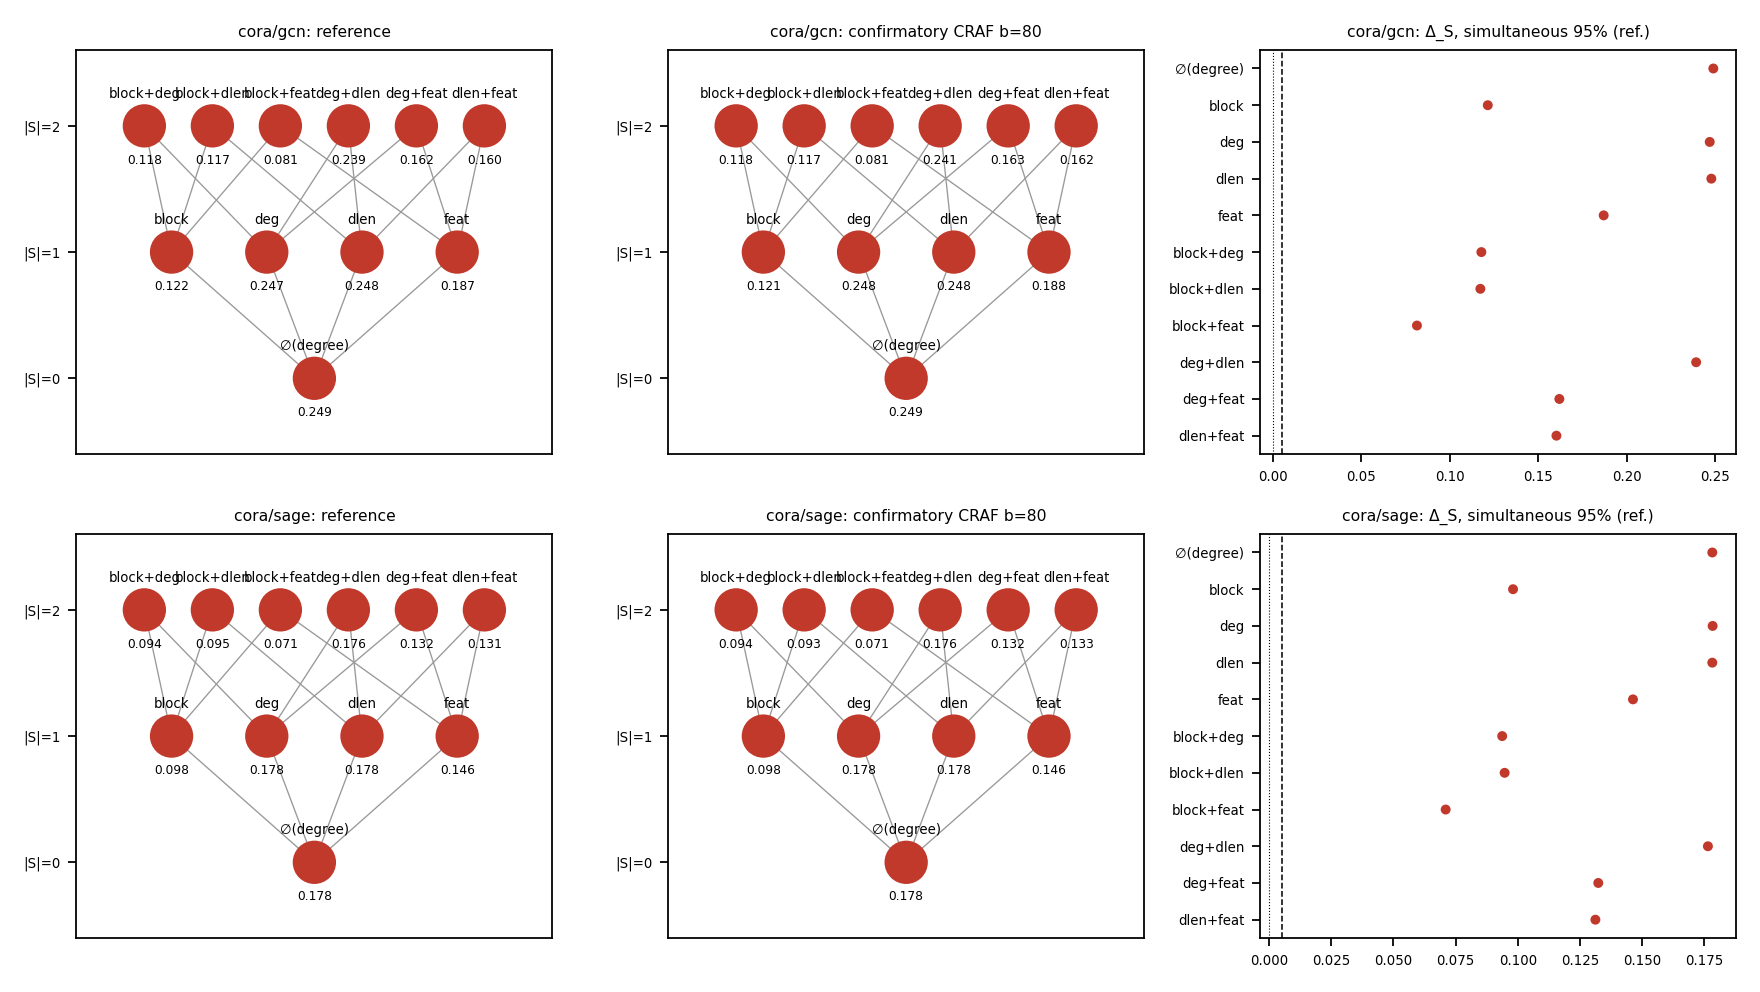 cora/gcn: reference
block+deg block+dlen block+feat deg+dlen deg+feat dlen+feat
|S|=2
0.118 0.117 0.081 0.239 0.162 0.160
block deg dlen feat
|S|=1
0.122 0.247 0.248 0.187
∅(degree)
|S|=0
0.249
cora/gcn: confirmatory CRAF b=80
block+deg block+dlen block+feat deg+dlen deg+feat dlen+feat
|S|=2
0.118 0.117 0.081 0.241 0.163 0.162
block deg dlen feat
|S|=1
0.121 0.248 0.248 0.188
∅(degree)
|S|=0
0.249
cora/gcn: Δ_S, simultaneous 95% (ref.)
∅(degree)
block
deg
dlen
feat
block+deg
block+dlen
block+feat
deg+dlen
deg+feat
dlen+feat
0.00 0.05 0.10 0.15 0.20 0.25
cora/sage: reference
block+deg block+dlen block+feat deg+dlen deg+feat dlen+feat
|S|=2
0.094 0.095 0.071 0.176 0.132 0.131
block deg dlen feat
|S|=1
0.098 0.178 0.178 0.146
∅(degree)
|S|=0
0.178
cora/sage: confirmatory CRAF b=80
block+deg block+dlen block+feat deg+dlen deg+feat dlen+feat
|S|=2
0.094 0.093 0.071 0.176 0.132 0.133
block deg dlen feat
|S|=1
0.098 0.178 0.178 0.146
∅(degree)
|S|=0
0.178
cora/sage: Δ_S, simultaneous 95% (ref.)
∅(degree)
block
deg
dlen
feat
block+deg
block+dlen
block+feat
deg+dlen
deg+feat
dlen+feat
0.000 0.025 0.050 0.075 0.100 0.125 0.150 0.175